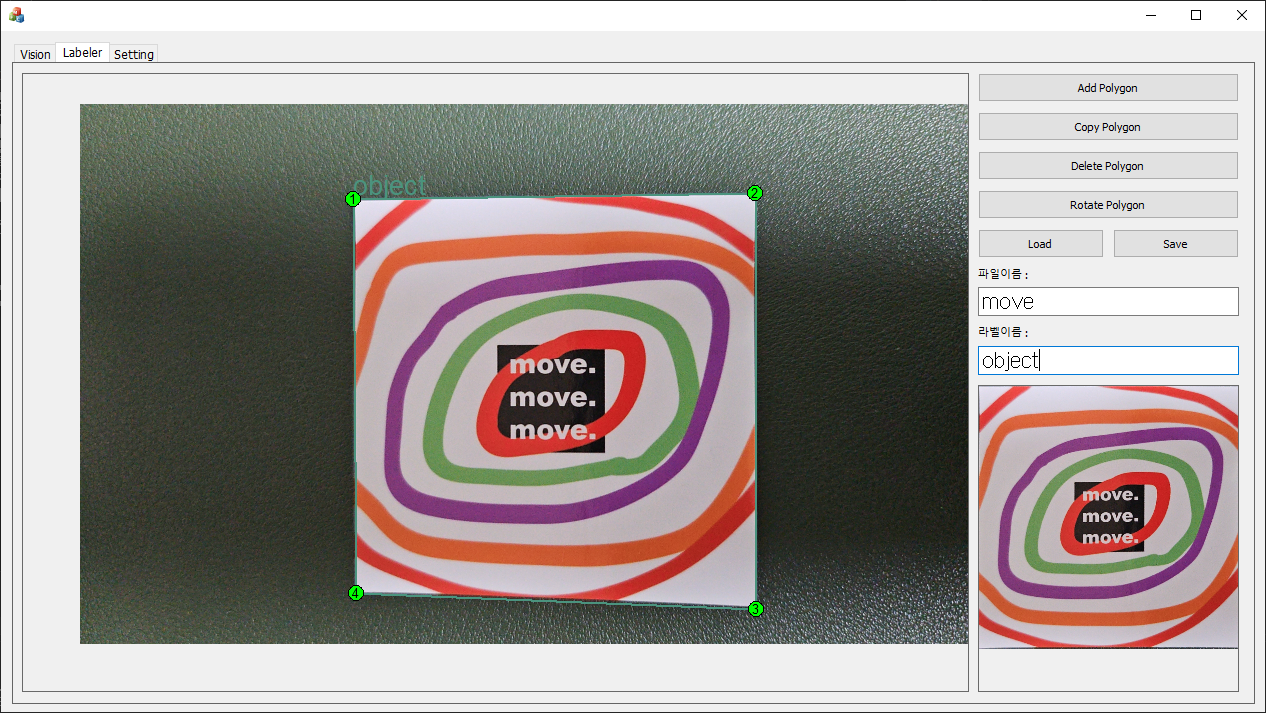 Vision
Labeler
Setting
object
1
2
3
4
move.
move.
move.
Add Polygon
Copy Polygon
Delete Polygon
Rotate Polygon
Load
Save
파일이름 :
move
라벨이름 :
object
move.
move.
move.